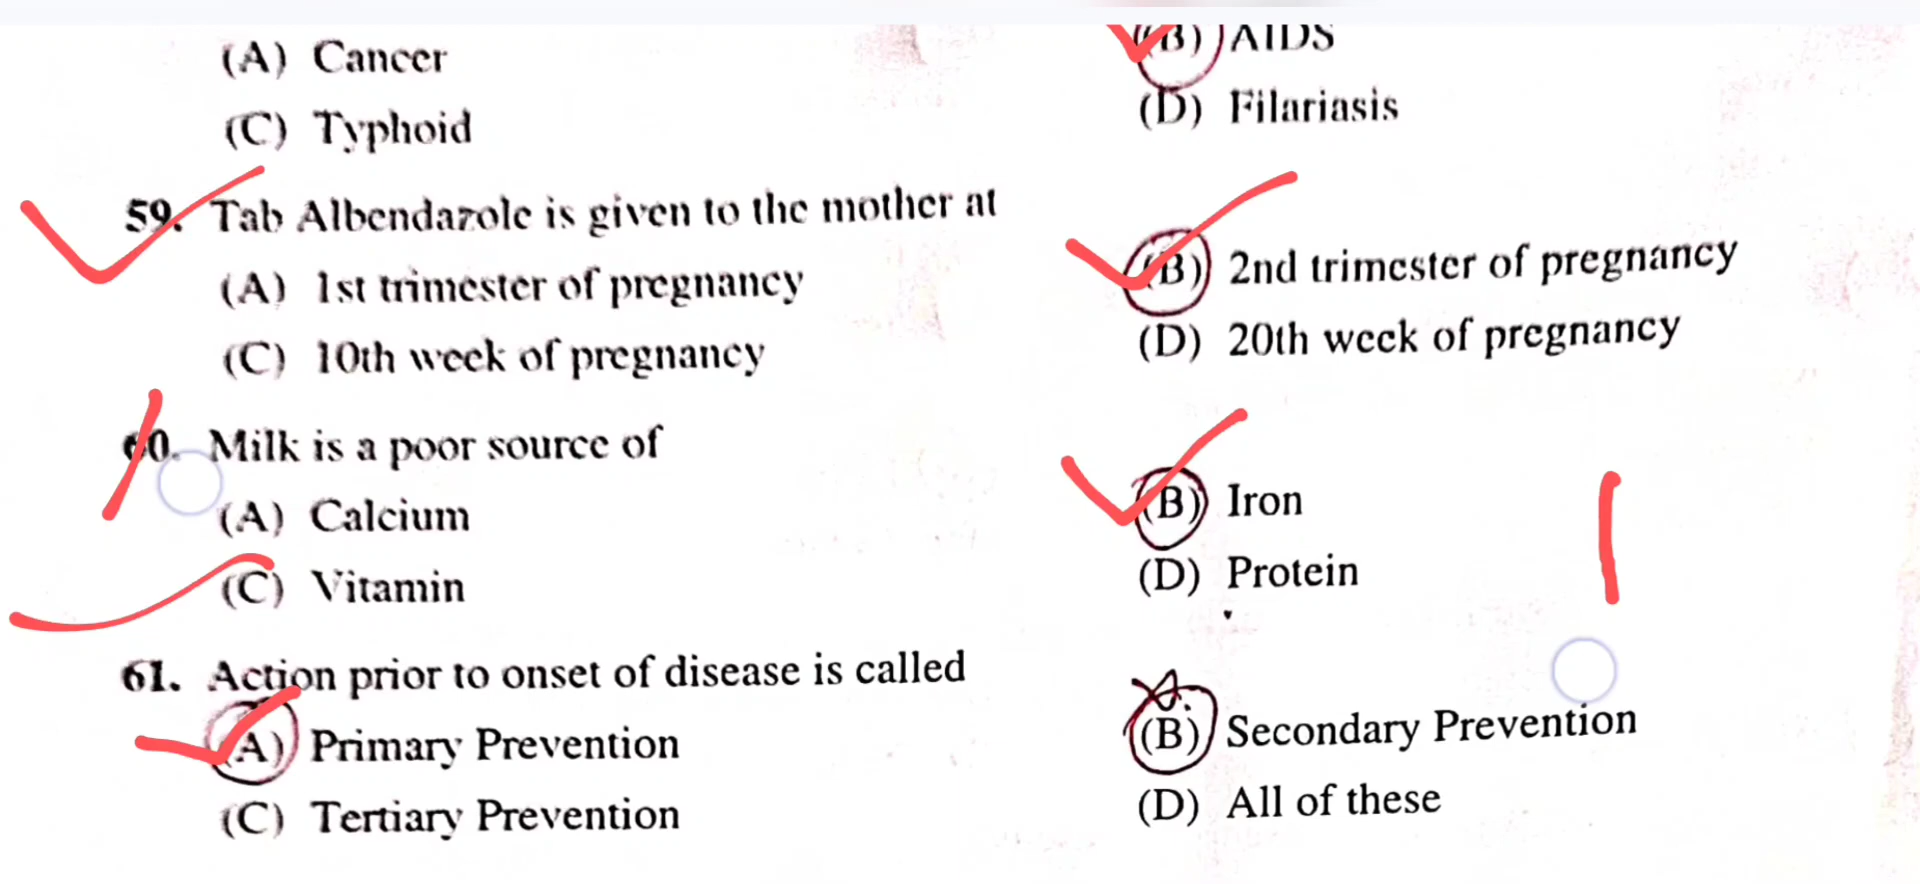 (A) Cancer (B) AIDS
(C) Typhoid (D) Filariasis
59. Tab Albendazole is given to the mother at
(A) 1st trimester of pregnancy (B) 2nd trimester of pregnancy
(C) 10th week of pregnancy (D) 20th week of pregnancy
60. Milk is a poor source of
(A) Calcium (B) Iron
(C) Vitamin (D) Protein
61. Action prior to onset of disease is called
(A) Primary Prevention (B) Secondary Prevention
(C) Tertiary Prevention (D) All of these